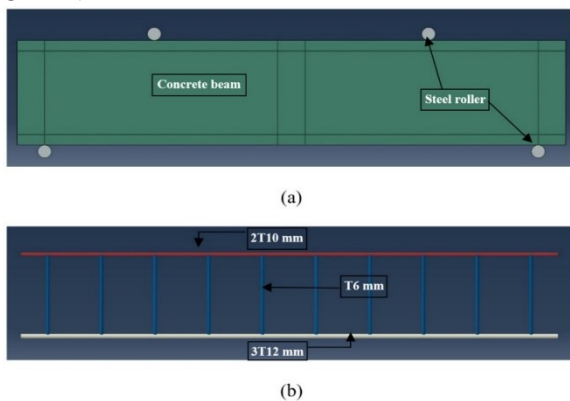 Concrete beam
Steel roller
(a)
2T10 mm
T6 mm
3T12 mm
(b)